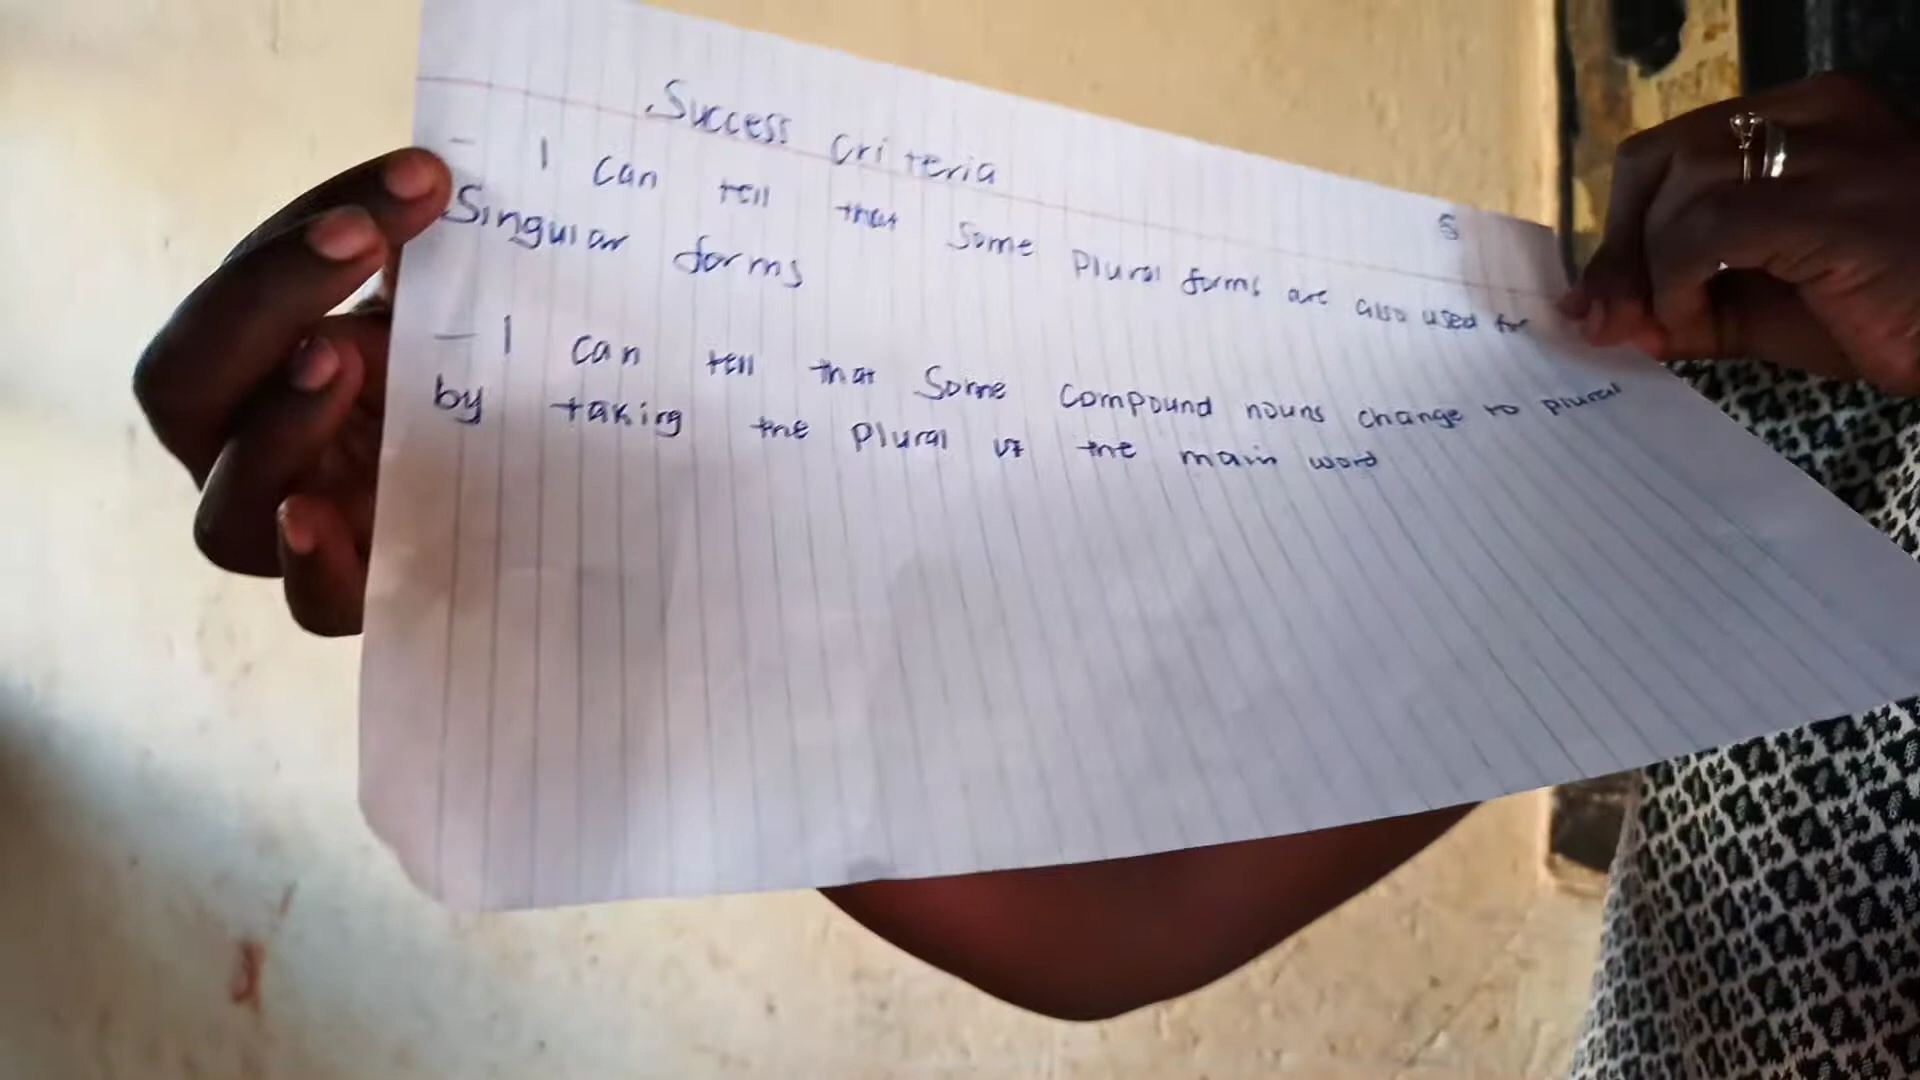 Success criteria
- I can tell that some plural forms are also used for
Singular forms
- I can tell that Some compound nouns change to plural
by taking the plural of the main word